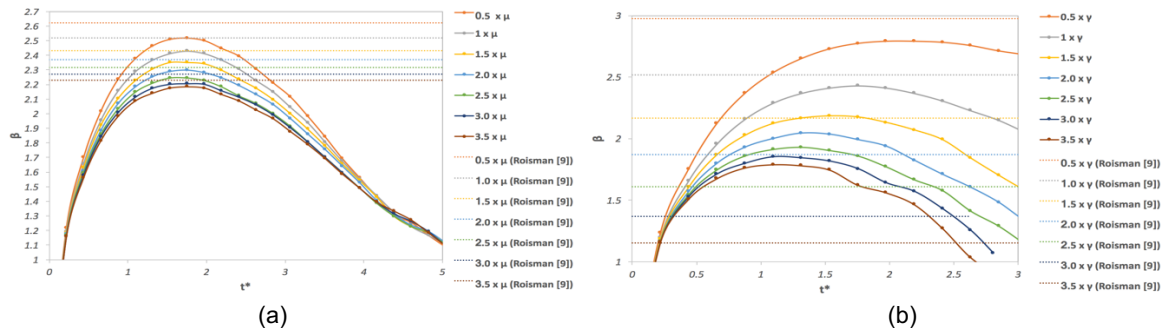 2.7
2.6
2.5
2.4
2.3
2.2
2.1
2
1.9
1.8
1.7
1.6
1.5
1.4
1.3
1.2
1.1
1
β
0
1
2
3
4
5
t*
0.5 x μ
1 x μ
1.5 x μ
2.0 x μ
2.5 x μ
3.0 x μ
3.5 x μ
0.5 x μ (Roisman [9])
1.0 x μ (Roisman [9])
1.5 x μ (Roisman [9])
2.0 x μ (Roisman [9])
2.5 x μ (Roisman [9])
3.0 x μ (Roisman [9])
3.5 x μ (Roisman [9])
(a)
3
2.5
2
1.5
1
β
0
0.5
1
1.5
2
2.5
3
t*
0.5 x γ
1 x γ
1.5 x γ
2.0 x γ
2.5 x γ
3.0 x γ
3.5 x γ
0.5 x γ (Roisman [9])
1.0 x γ (Roisman [9])
1.5 x γ (Roisman [9])
2.0 x γ (Roisman [9])
2.5 x γ (Roisman [9])
3.0 x γ (Roisman [9])
3.5 x γ (Roisman [9])
(b)